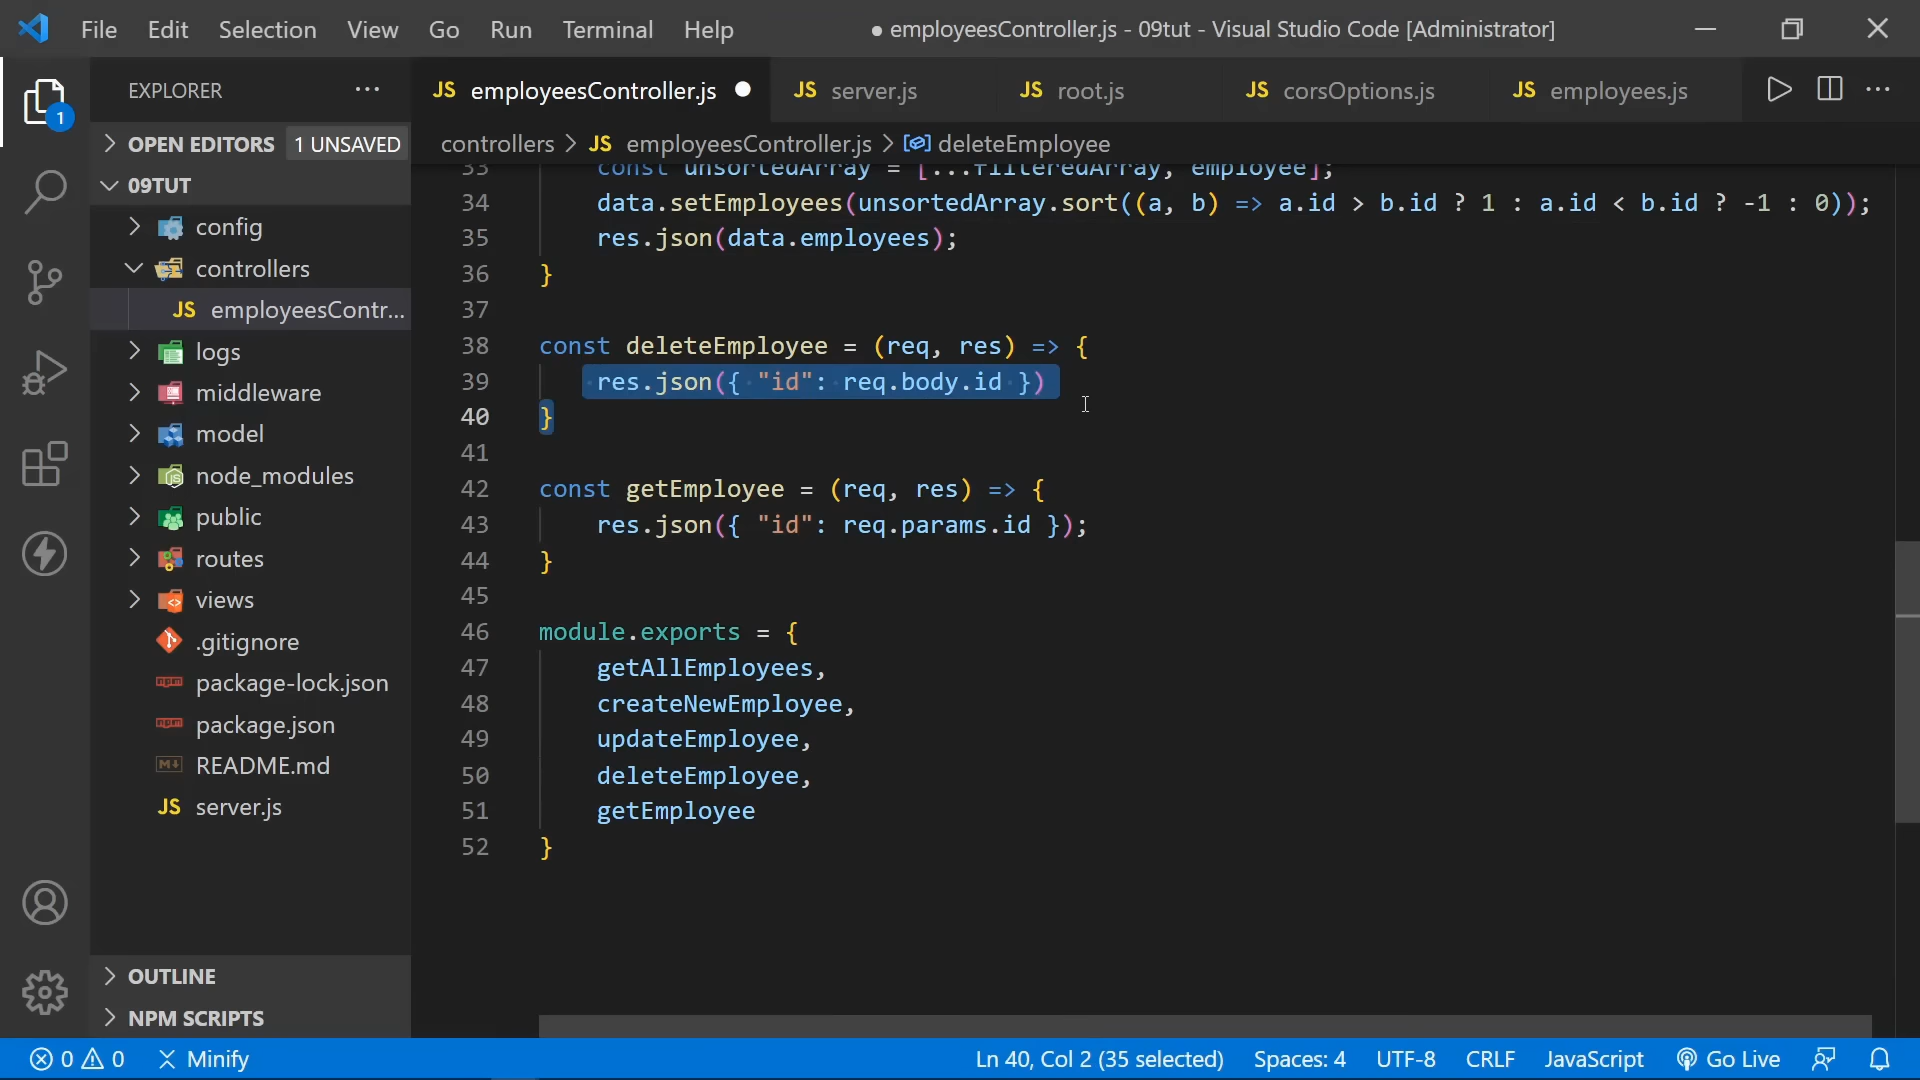 File Edit Selection View Go Run Terminal Help
● employeesController.js - 09tut - Visual Studio Code [Administrator]
1
EXPLORER ···
OPEN EDITORS 1 UNSAVED
09TUT
config
controllers
JS employeesContr...
logs
middleware
model
node_modules
public
routes
views
.gitignore
package-lock.json
package.json
README.md
JS server.js
OUTLINE
NPM SCRIPTS
JS employeesController.js ●
JS server.js
JS root.js
JS corsOptions.js
JS employees.js
controllers > JS employeesController.js > deleteEmployee
33 const unsortedArray = [...filteredArray, employee];
34 data.setEmployees(unsortedArray.sort((a, b) => a.id > b.id ? 1 : a.id < b.id ? -1 : 0));
35 res.json(data.employees);
36 }
37
38 const deleteEmployee = (req, res) => {
39 res.json({ "id": req.body.id })
40 }
41
42 const getEmployee = (req, res) => {
43 res.json({ "id": req.params.id });
44 }
45
46 module.exports = {
47 getAllEmployees,
48 createNewEmployee,
49 updateEmployee,
50 deleteEmployee,
51 getEmployee
52 }
0 0 Minify
Ln 40, Col 2 (35 selected) Spaces: 4 UTF-8 CRLF JavaScript Go Live